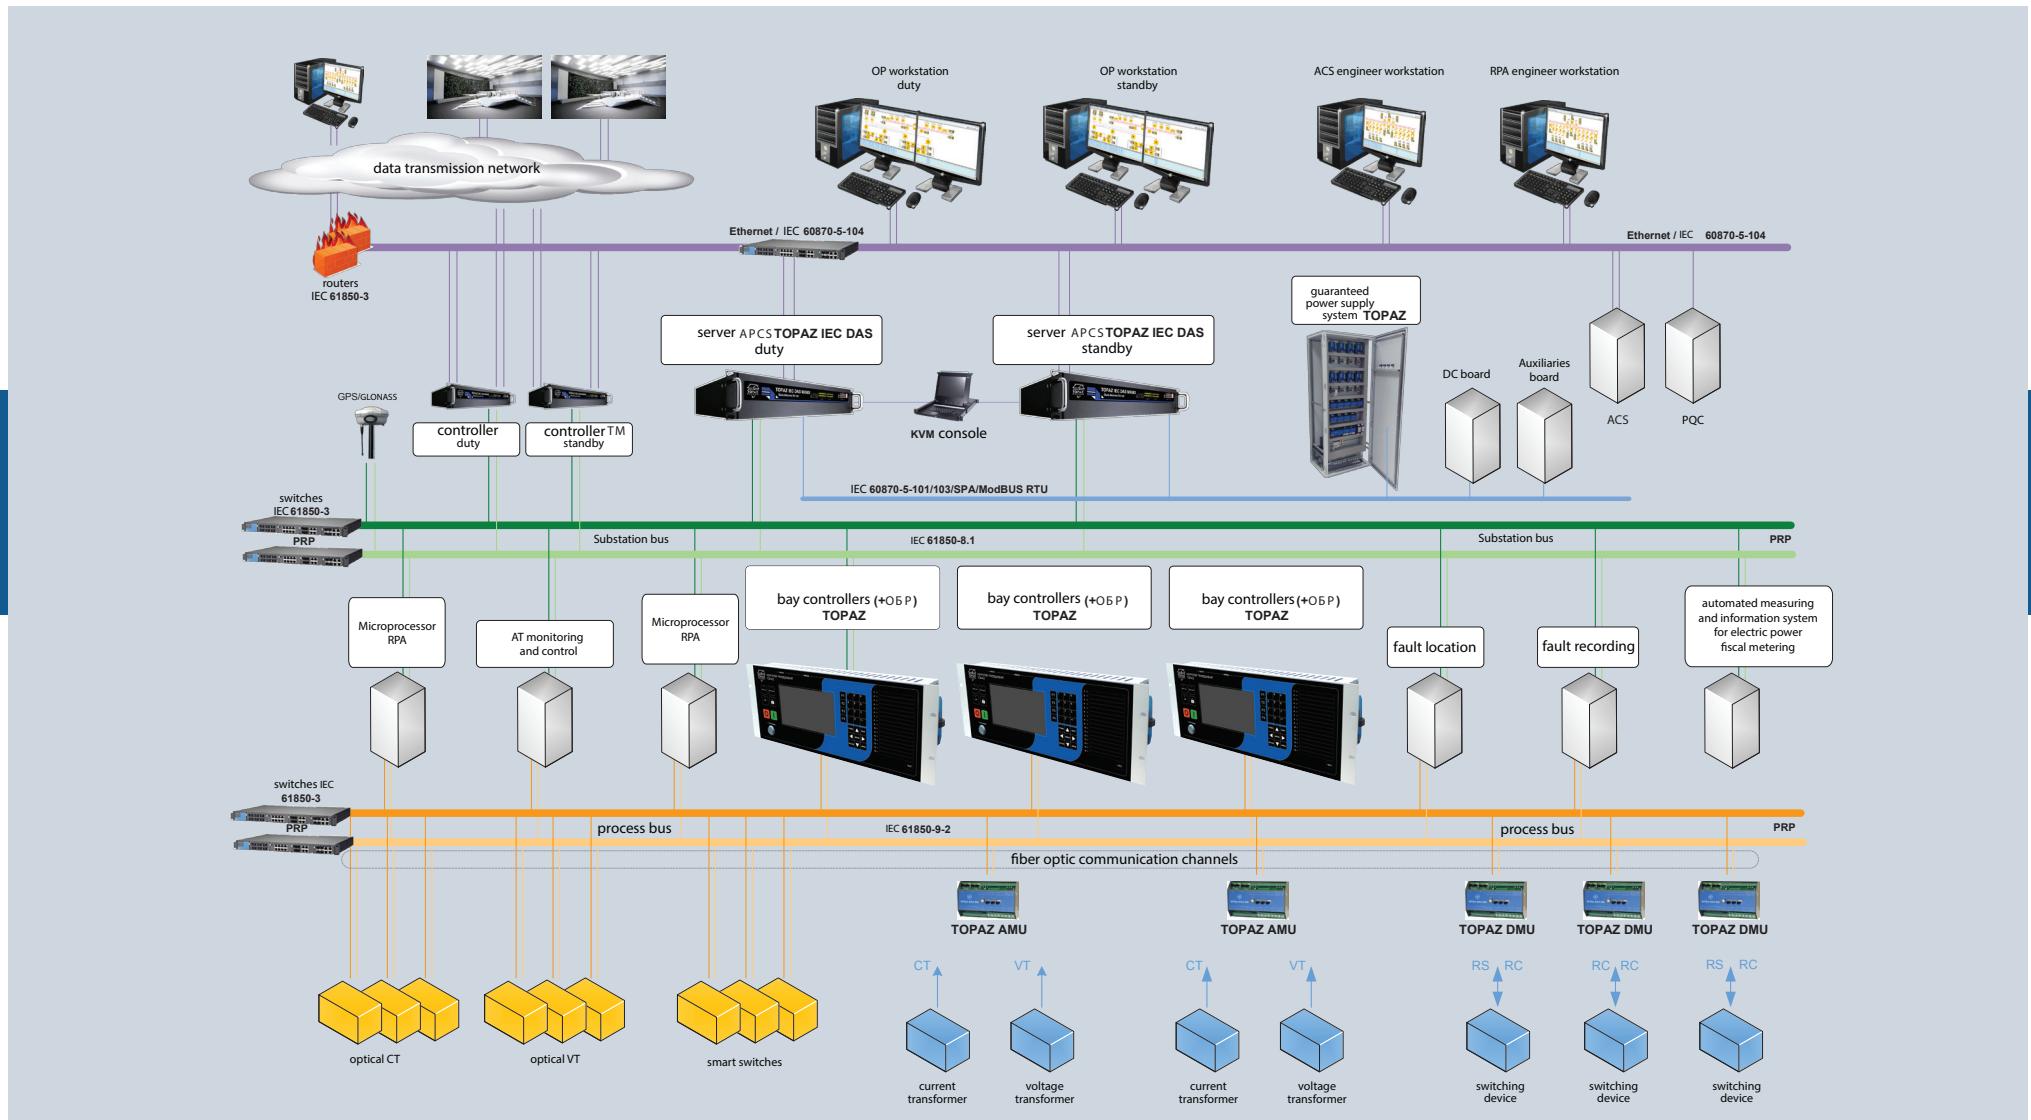 OP workstation
duty
OP workstation
standby
ACS engineer workstation
RPA engineer workstation
data transmission network
Ethernet / IEC 60870-5-104
Ethernet / IEC 60870-5-104
routers
IEC 61850-3
guaranteed
power supply
system TOPAZ
server APCS TOPAZ IEC DAS
duty
server APCS TOPAZ IEC DAS
standby
DC board
Auxiliaries
board
GPS/GLONASS
ACS
PQC
controller
duty
controller TM
standby
KVM console
IEC 60870-5-101/103/SPA/ModBUS RTU
switches
IEC 61850-3
PRP
Substation bus
IEC 61850-8.1
Substation bus
PRP
Microprocessor
RPA
AT monitoring
and control
Microprocessor
RPA
bay controllers (+ОБР)
TOPAZ
bay controllers (+ОБР)
TOPAZ
bay controllers (+ОБР)
TOPAZ
fault location
fault recording
automated measuring
and information system
for electric power
fiscal metering
switches IEC
61850-3
PRP
process bus
IEC 61850-9-2
process bus
PRP
fiber optic communication channels
TOPAZ AMU
TOPAZ AMU
TOPAZ DMU
TOPAZ DMU
TOPAZ DMU
CT
VT
CT
VT
RS RC
RC RC
RS RC
optical CT
optical VT
smart switches
current
transformer
voltage
transformer
current
transformer
voltage
transformer
switching
device
switching
device
switching
device